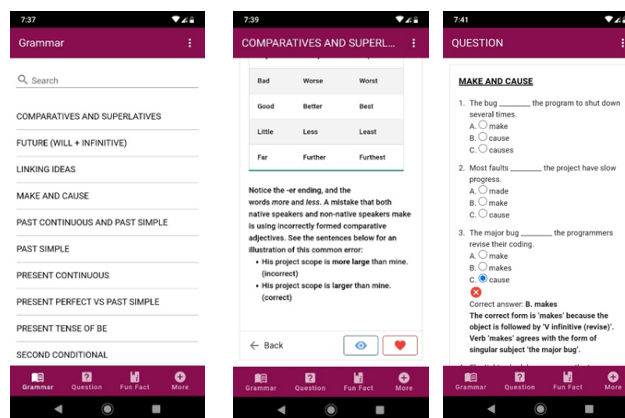 7:37
Grammar
Search
COMPARATIVES AND SUPERLATIVES
FUTURE (WILL + INFINITIVE)
LINKING IDEAS
MAKE AND CAUSE
PAST CONTINUOUS AND PAST SIMPLE
PAST SIMPLE
PRESENT CONTINUOUS
PRESENT PERFECT VS PAST SIMPLE
PRESENT TENSE OF BE
SECOND CONDITIONAL
Grammar Question Fun Fact More
7:39
COMPARATIVES AND SUPERL...
Bad Worse Worst
Good Better Best
Little Less Least
Far Further Furthest
Notice the -er ending, and the
words more and less. A mistake that both
native speakers and non-native speakers make
is using incorrectly formed comparative
adjectives. See the sentences below for an
illustration of this common error:
• His project scope is more large than mine.
(incorrect)
• His project scope is larger than mine.
(correct)
← Back
Grammar Question Fun Fact More
7:41
QUESTION
MAKE AND CAUSE
1. The bug ________ the program to shut down
several times.
A. make
B. cause
C. causes
2. Most faults ________ the project have slow
progress.
A. made
B. make
C. cause
3. The major bug ________ the programmers
revise their coding.
A. make
B. makes
C. cause
Correct answer: B. makes
The correct form is 'makes' because the
object is followed by 'V infinitive (revise)'.
Verb 'makes' agrees with the form of
singular subject 'the major bug'.
Grammar Question Fun Fact More